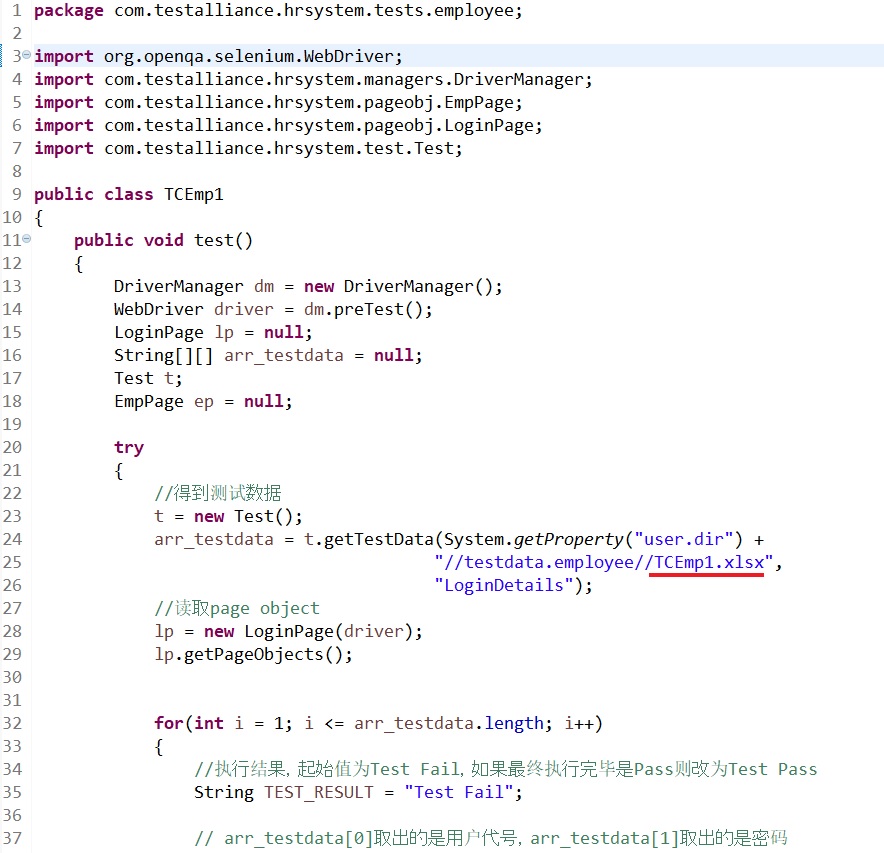 1 package com.testalliance.hrsystem.tests.employee;
2
3 import org.openqa.selenium.WebDriver;
4 import com.testalliance.hrsystem.managers.DriverManager;
5 import com.testalliance.hrsystem.pageobj.EmpPage;
6 import com.testalliance.hrsystem.pageobj.LoginPage;
7 import com.testalliance.hrsystem.test.Test;
8
9 public class TCEmp1
10 {
11 public void test()
12 {
13 DriverManager dm = new DriverManager();
14 WebDriver driver = dm.preTest();
15 LoginPage lp = null;
16 String[][] arr_testdata = null;
17 Test t;
18 EmpPage ep = null;
19
20 try
21 {
22 //得到测试数据
23 t = new Test();
24 arr_testdata = t.getTestData(System.getProperty("user.dir") +
25 "//testdata.employee//TCEmp1.xlsx",
26 "LoginDetails");
27 //读取page object
28 lp = new LoginPage(driver);
29 lp.getPageObjects();
30
31
32 for(int i = 1; i <= arr_testdata.length; i++)
33 {
34 //执行结果, 起始值为Test Fail, 如果最终执行完毕是Pass则改为Test Pass
35 String TEST_RESULT = "Test Fail";
36
37 // arr_testdata[0]取出的是用户代号, arr_testdata[1]取出的是密码